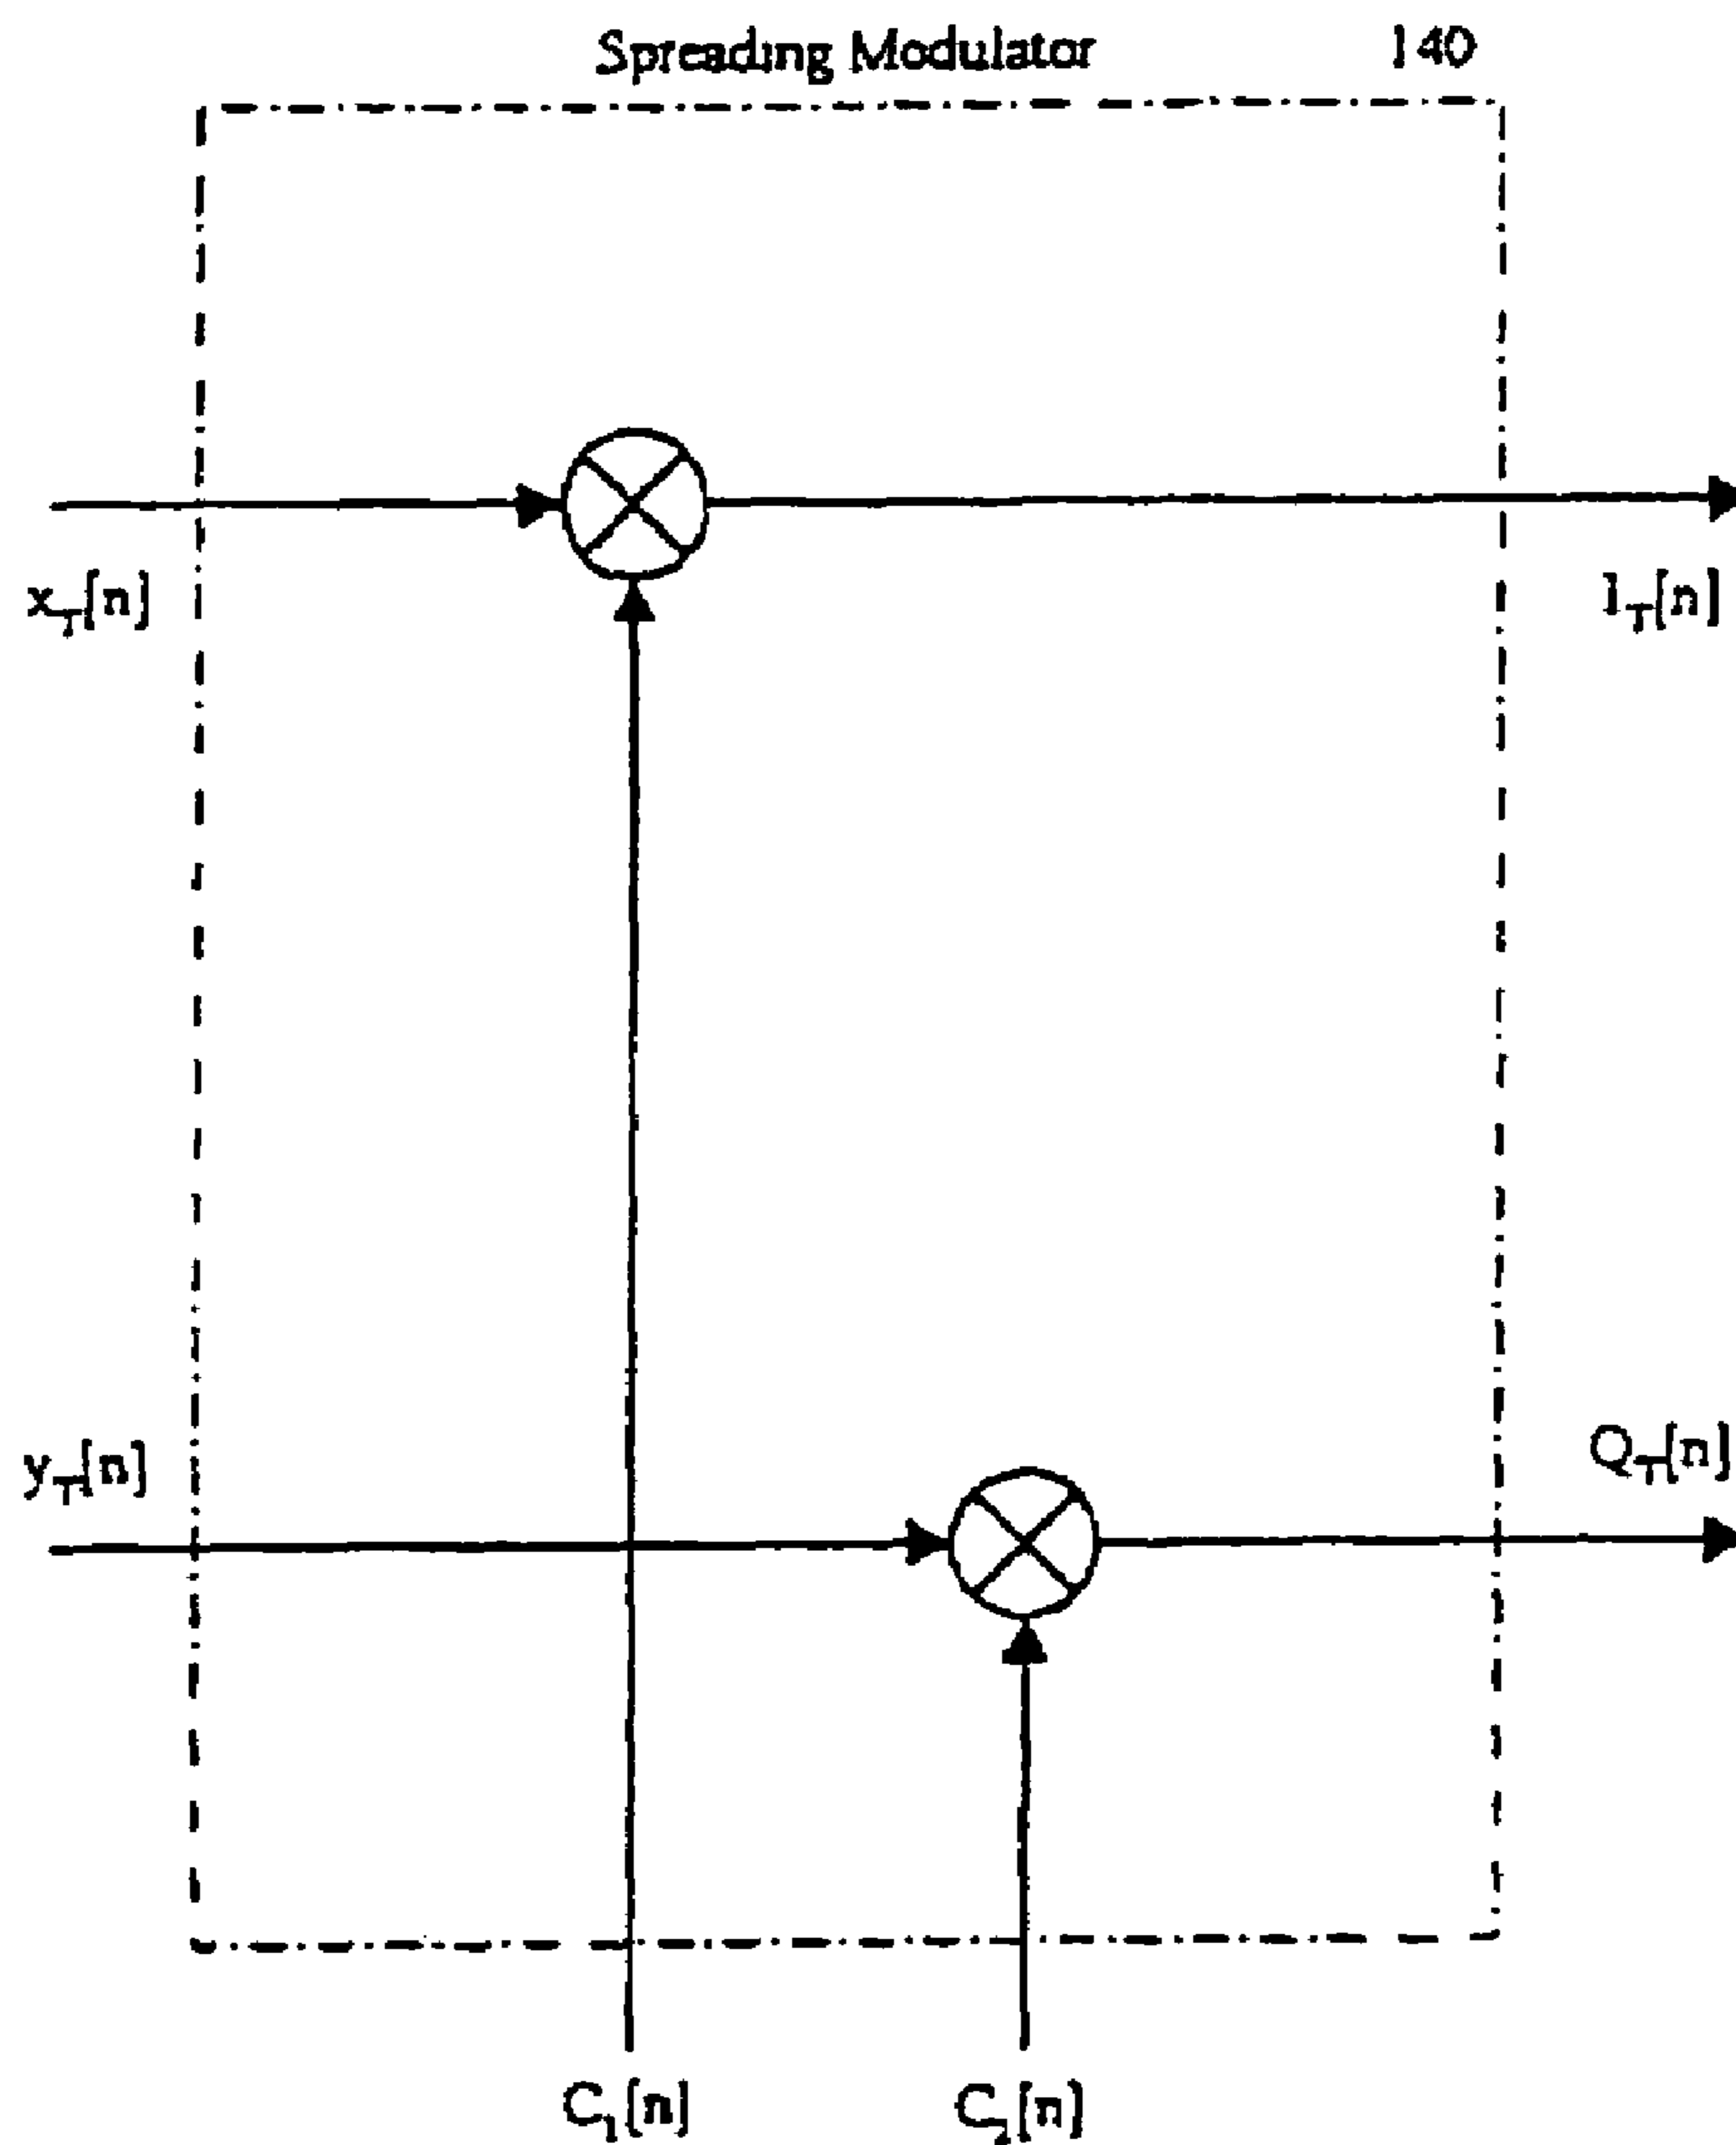 Spreading Modulator 140
x_T[n]
I_T[n]
y_T[n]
Q_T[n]
C_1[n] C_2[n]